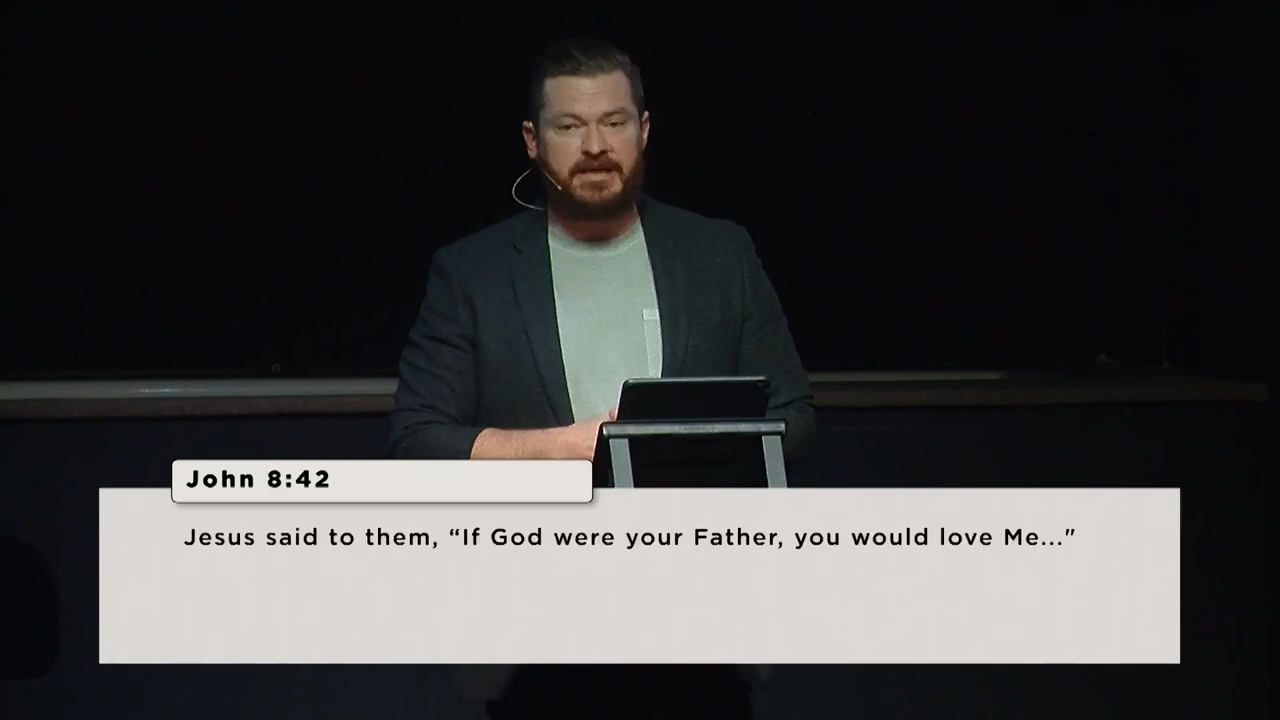 John 8:42
Jesus said to them, “If God were your Father, you would love Me..."